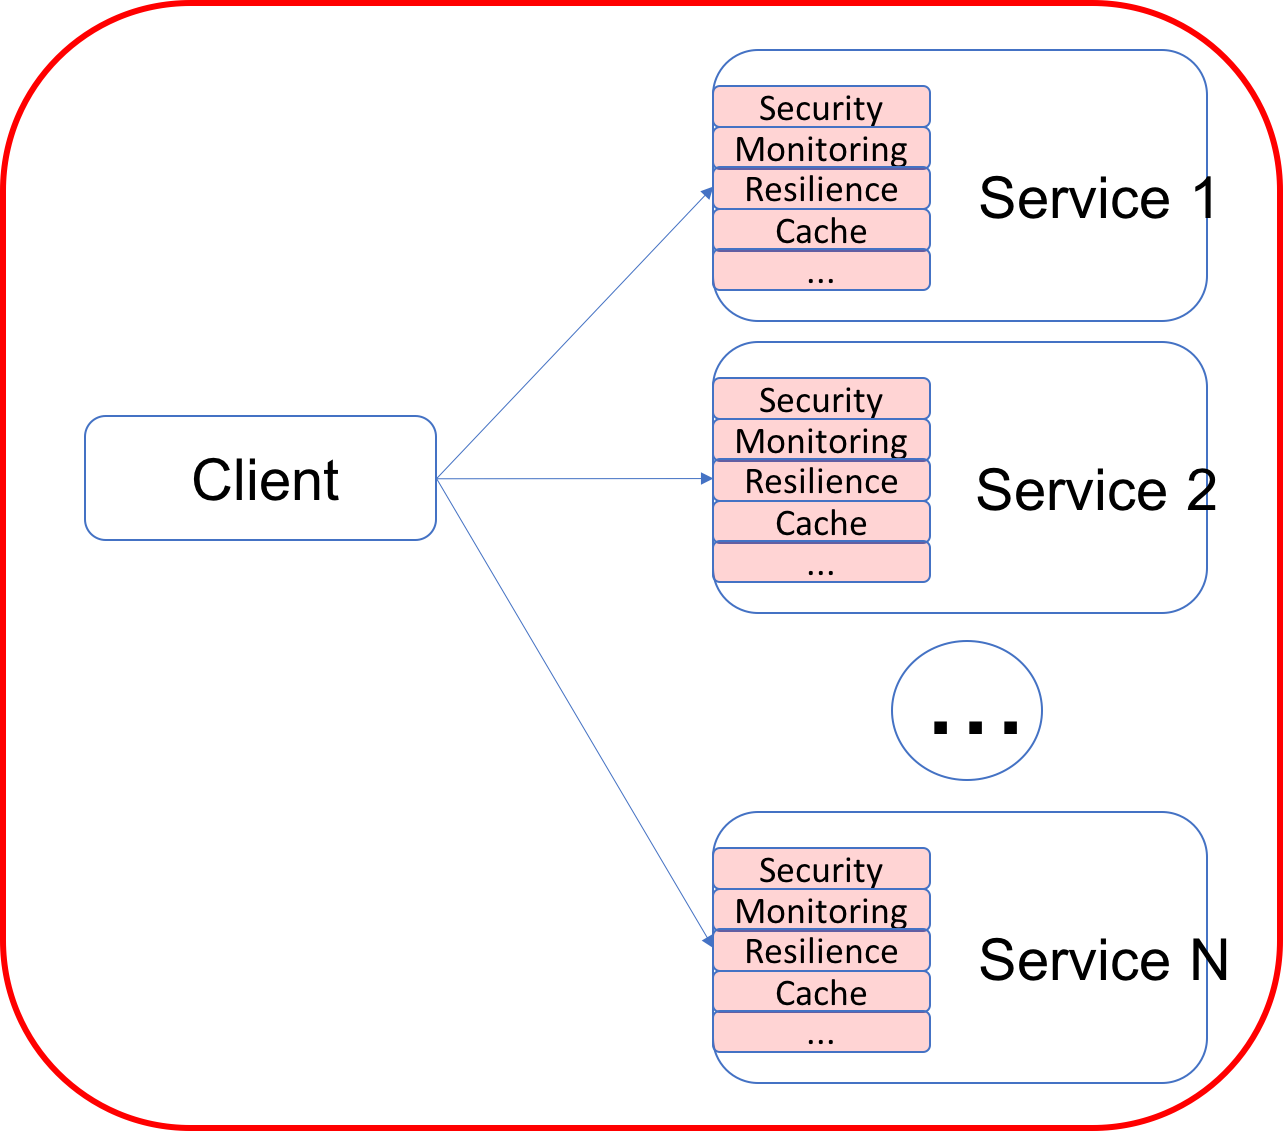 Security
Monitoring
Resilience
Cache
...
Service 1
Client
Security
Monitoring
Resilience
Cache
...
Service 2
...
Security
Monitoring
Resilience
Cache
...
Service N